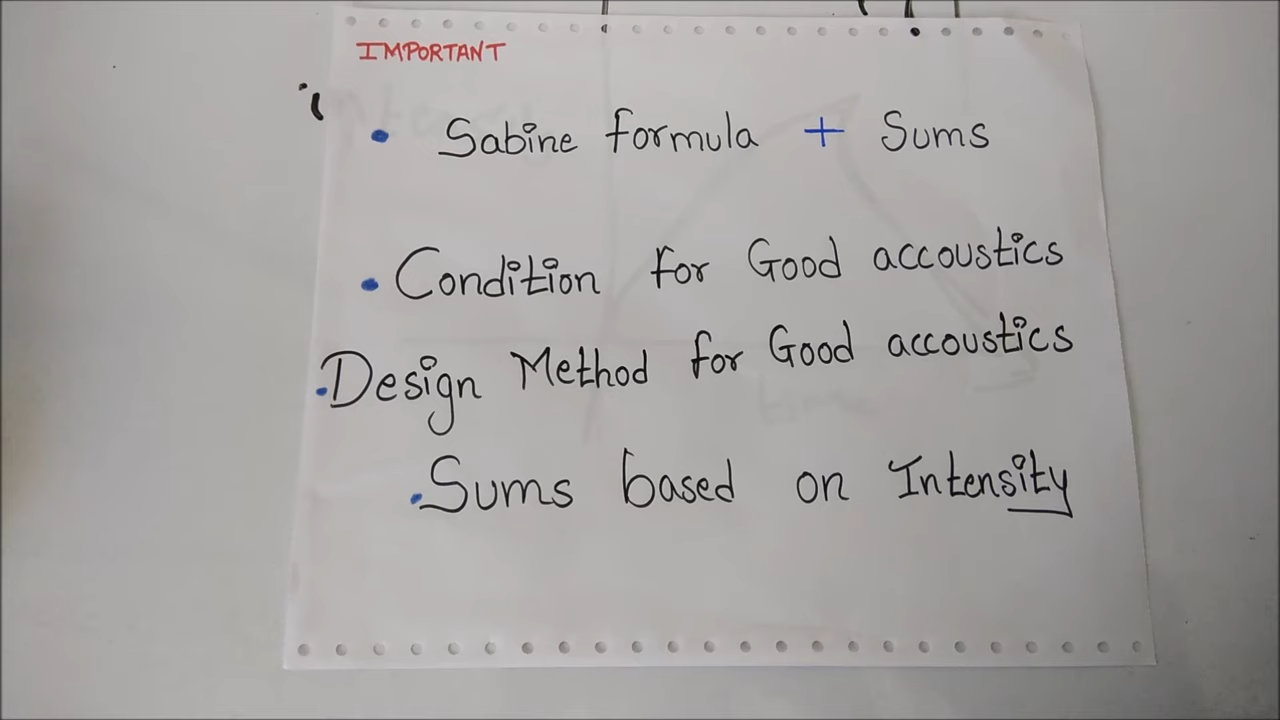 IMPORTANT
• Sabine formula + Sums
• Condition for Good accoustics
• Design Method for Good accoustics
• Sums based on Intensity